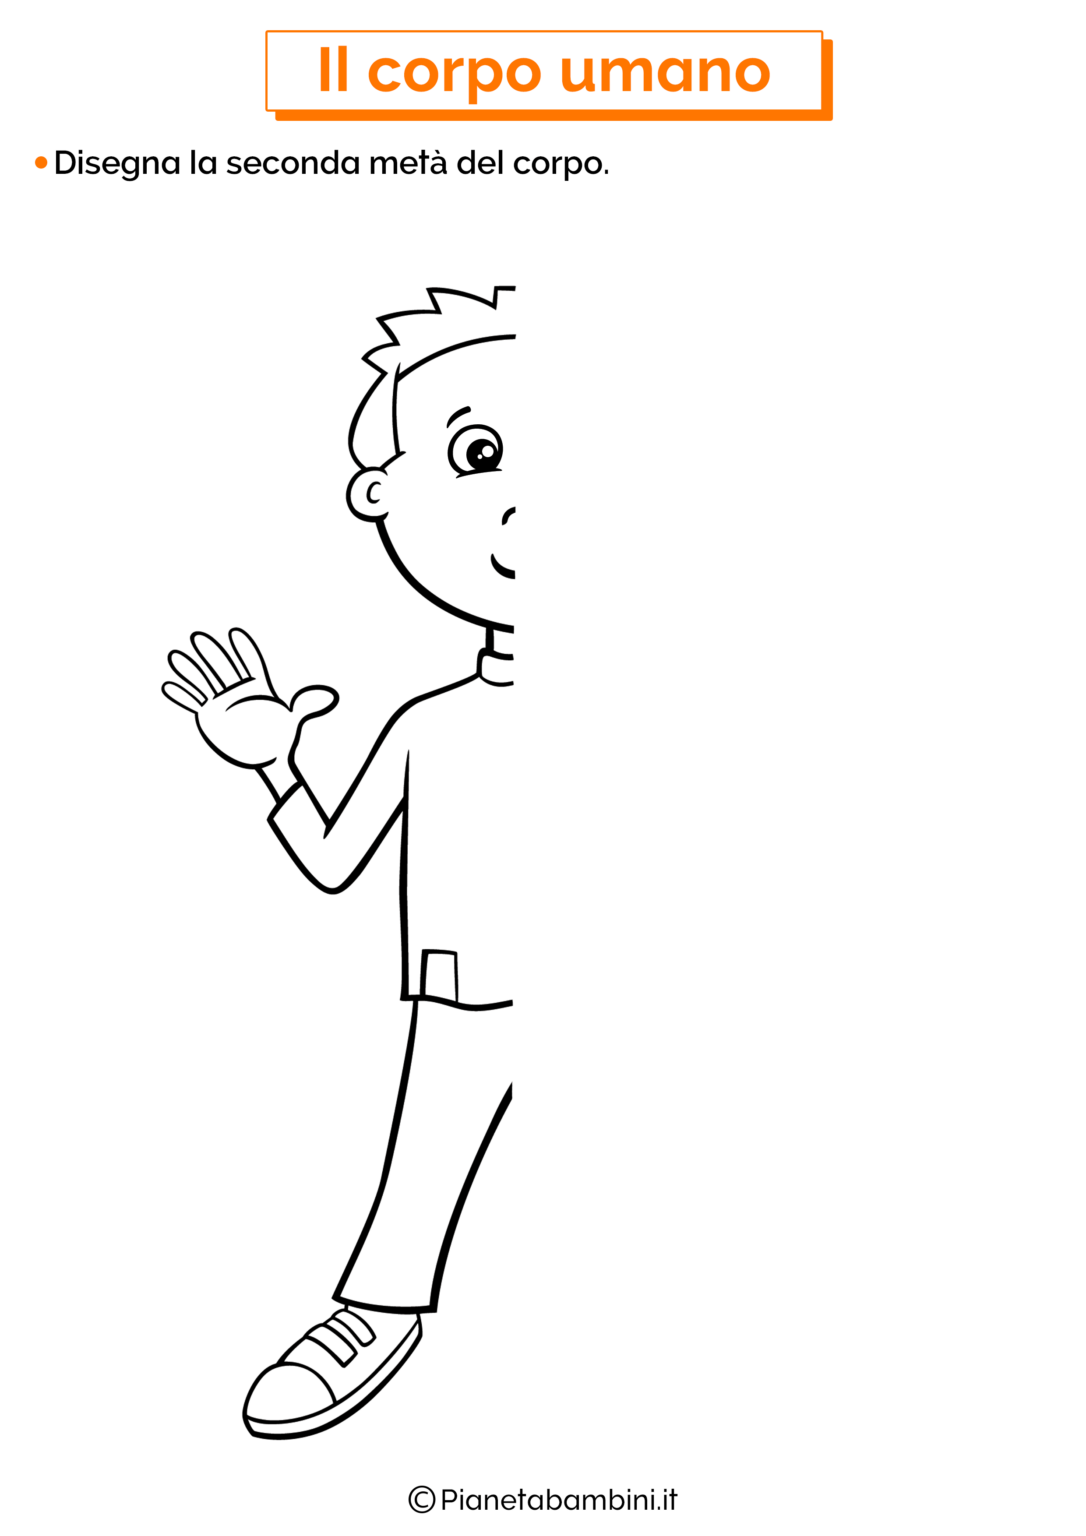 Il corpo umano
•Disegna la seconda metà del corpo.
©Pianetabambini.it